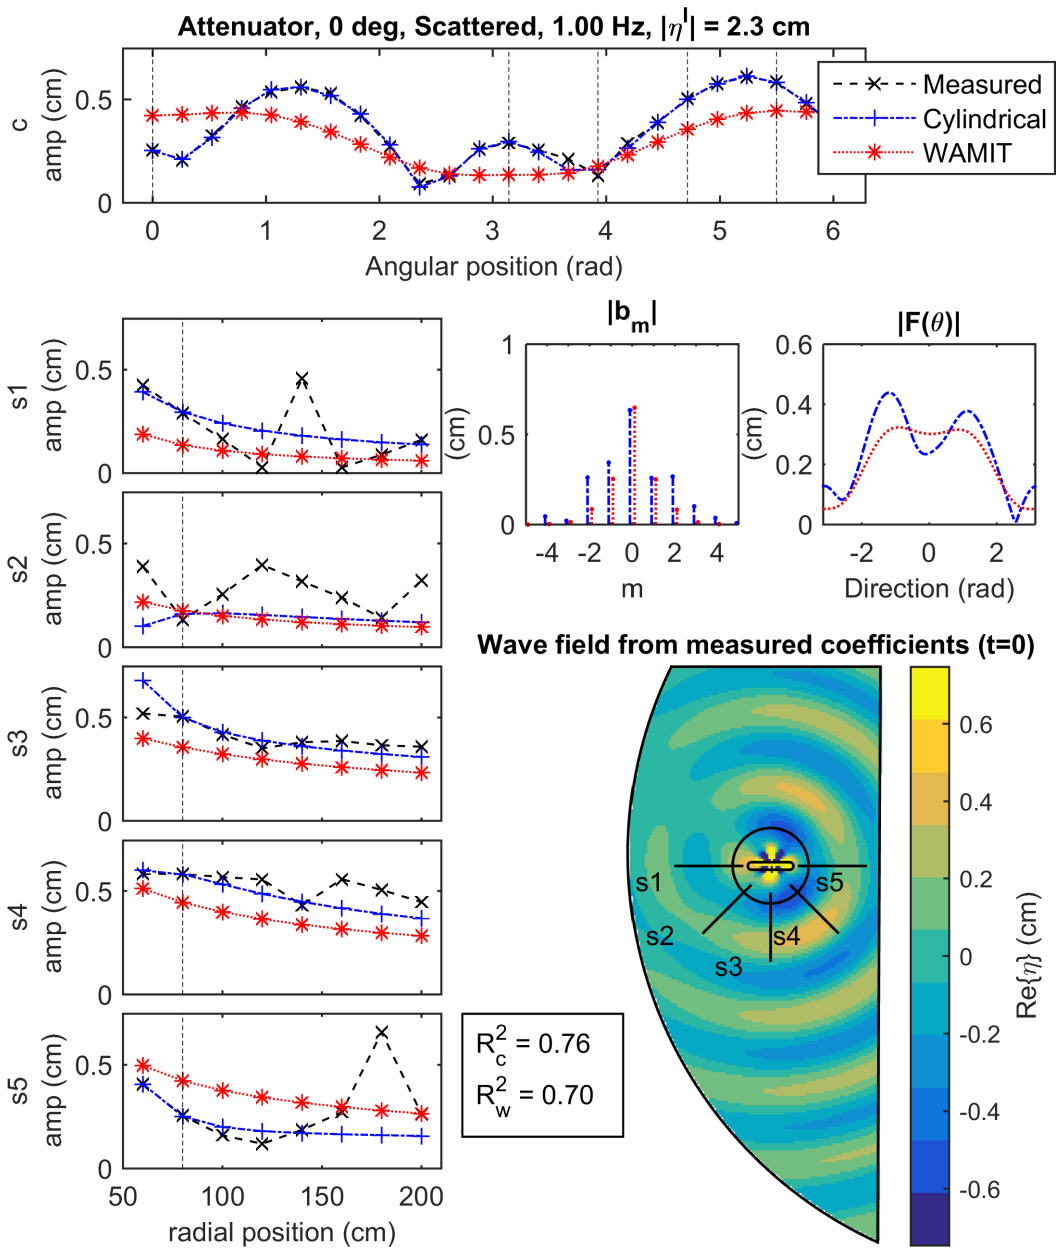 Attenuator, 0 deg, Scattered, 1.00 Hz, |η^I| = 2.3 cm
c
amp (cm)
0.5
0
0 1 2 3 4 5 6
Angular position (rad)
Measured
Cylindrical
WAMIT
s1
amp (cm)
0.5
0
s2
amp (cm)
0.5
0
s3
amp (cm)
0.5
0
s4
amp (cm)
0.5
0
s5
amp (cm)
0.5
0
50 100 150 200
radial position (cm)
|b_m|
(cm)
1
0.5
0
-4 -2 0 2 4
m
|F(θ)|
(cm)
0.6
0.4
0.2
0
-2 0 2
Direction (rad)
Wave field from measured coefficients (t=0)
s1
s2
s3
s4
s5
0.6
0.4
0.2
0
-0.2
-0.4
-0.6
Re{η} (cm)
R_c^2 = 0.76
R_w^2 = 0.70